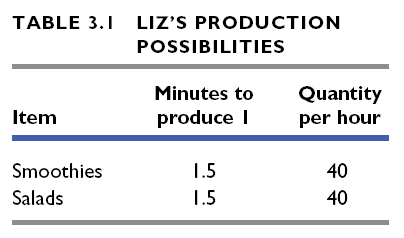 TABLE 3.1 LIZ'S PRODUCTION
POSSIBILITIES
Minutes to Quantity
Item produce 1 per hour
Smoothies 1.5 40
Salads 1.5 40